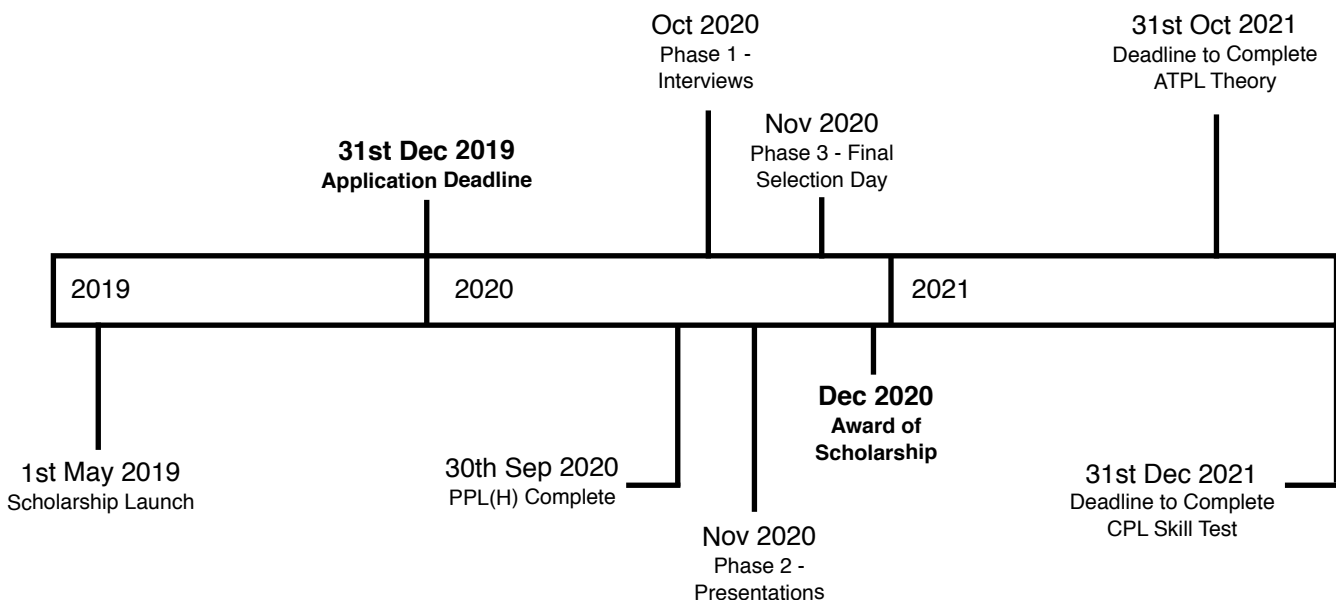 Oct 2020
Phase 1 -
Interviews
31st Oct 2021
Deadline to Complete
ATPL Theory
Nov 2020
Phase 3 - Final
Selection Day
31st Dec 2019
Application Deadline
2019
2020
2021
Dec 2020
Award of
Scholarship
1st May 2019
Scholarship Launch
30th Sep 2020
PPL(H) Complete
31st Dec 2021
Deadline to Complete
CPL Skill Test
Nov 2020
Phase 2 -
Presentations